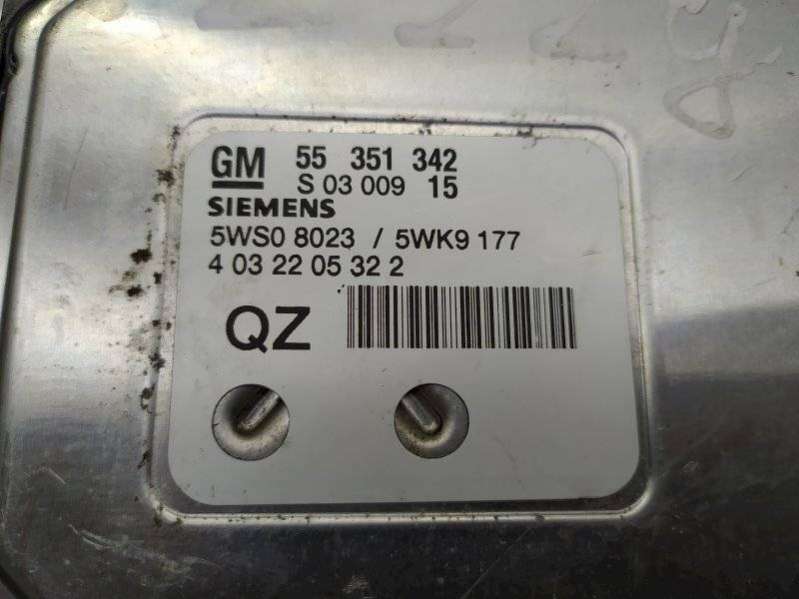 GM 55 351 342
S 03 009 15
SIEMENS
5WS0 8023 / 5WK9 177
4 03 22 05 32 2
QZ